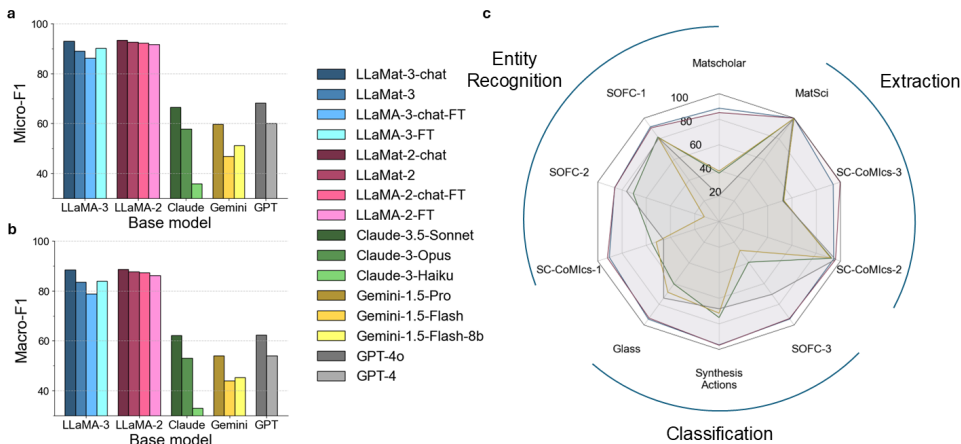 a
100
80
60
40
Micro-F1
LLaMA-3
LLaMA-2
Claude
Gemini
GPT
Base model
b
100
80
60
40
Macro-F1
LLaMA-3
LLaMA-2
Claude
Gemini
GPT
Base model
LLaMat-3-chat
LLaMat-3
LLaMA-3-chat-FT
LLaMA-3-FT
LLaMat-2-chat
LLaMat-2
LLaMA-2-chat-FT
LLaMA-2-FT
Claude-3.5-Sonnet
Claude-3-Opus
Claude-3-Haiku
Gemini-1.5-Pro
Gemini-1.5-Flash
Gemini-1.5-Flash-8b
GPT-4o
GPT-4
c
Entity
Recognition
Extraction
Classification
Matscholar
MatSci
SC-CoMIcs-3
SC-CoMIcs-2
SOFC-3
Synthesis
Actions
Glass
SC-CoMIcs-1
SOFC-2
SOFC-1
100
80
60
40
20